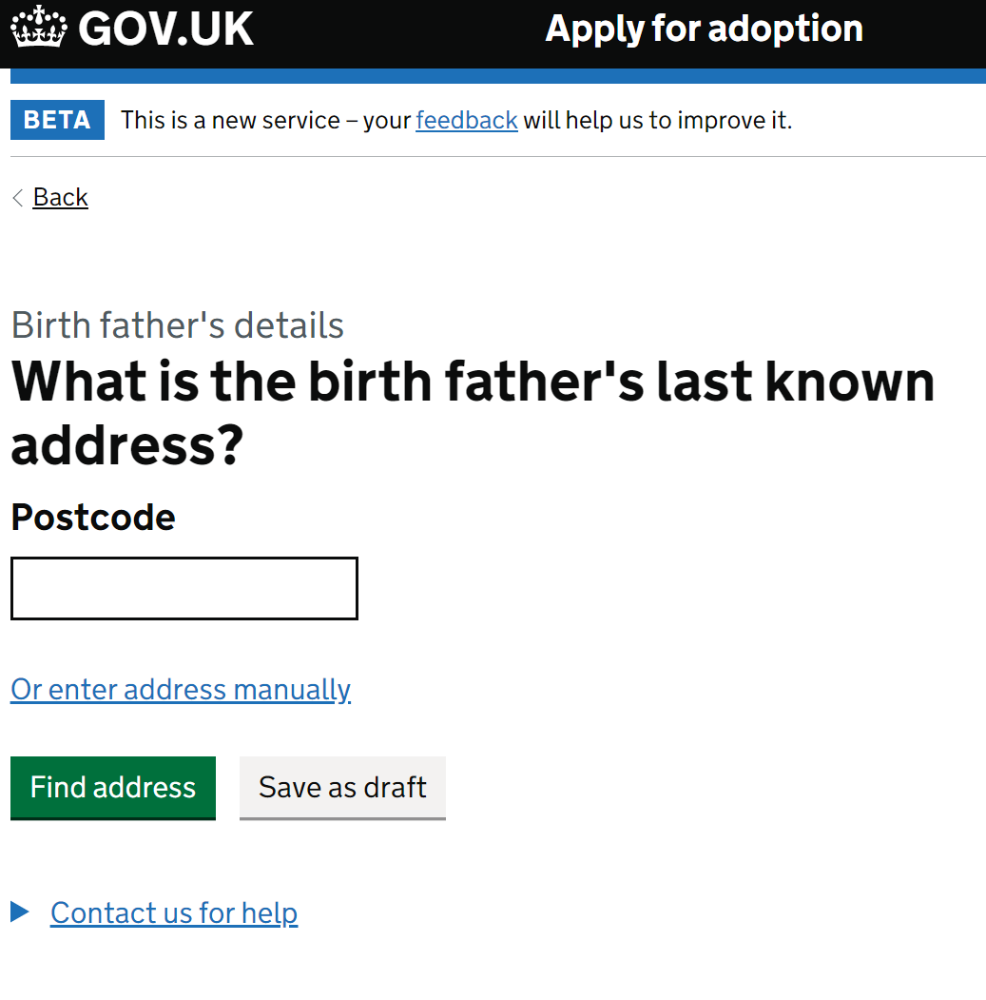 GOV.UK
Apply for adoption
BETA
This is a new service – your feedback will help us to improve it.
Back
Birth father's details
What is the birth father's last known
address?
Postcode
Or enter address manually
Find address
Save as draft
Contact us for help